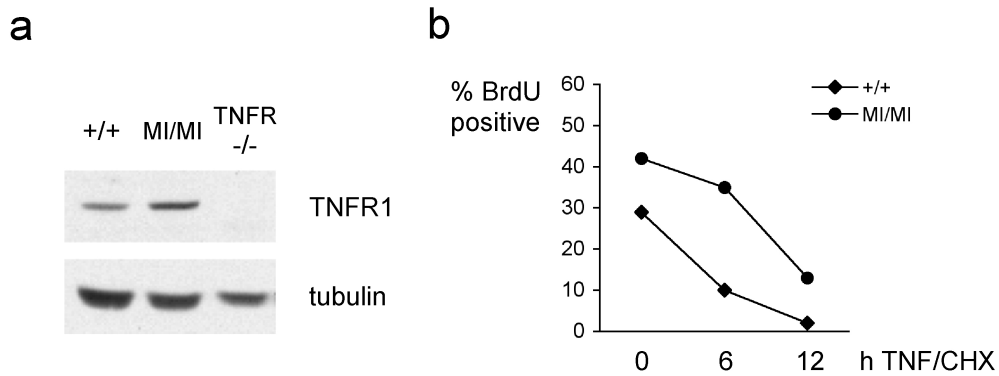 a
+/+ MI/MI TNFR
-/-
TNFR1
tubulin
b
% BrdU
positive
60
50
40
30
20
10
0
0 6 12 h TNF/CHX
+/+
MI/MI